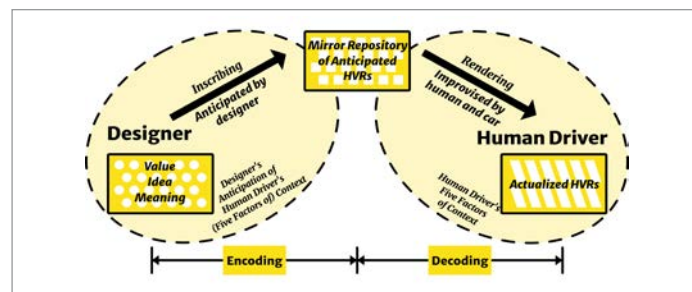 Mirror Repository
of Anticipated
HVRs
Inscribing
Anticipated by
designer
Rendering
Improvised by
human and car
Designer
Value
Idea
Meaning
Designer's
Anticipation of
Human Driver's
(Five Factors of) Context
Human Driver
Actualized HVRs
Human Driver's
Five Factors
of Context
Encoding
Decoding